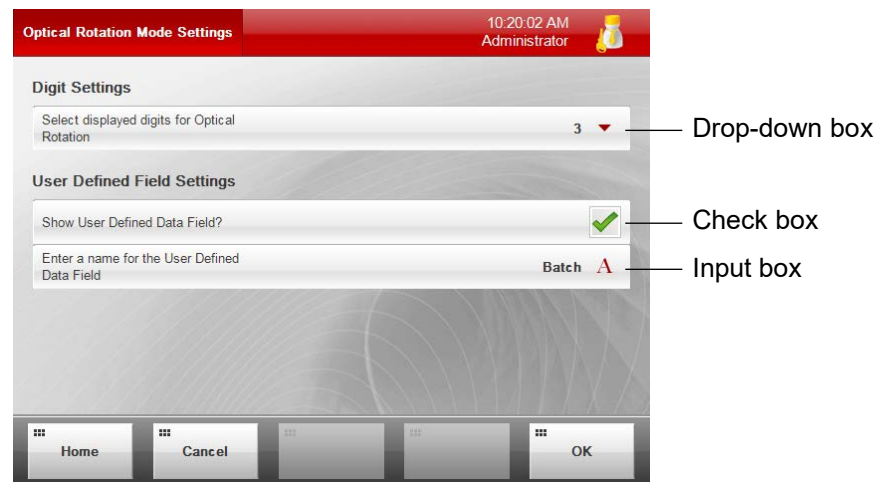 Optical Rotation Mode Settings
10:20:02 AM
Administrator
Digit Settings
Select displayed digits for Optical
Rotation
3
Drop-down box
User Defined Field Settings
Show User Defined Data Field?
Check box
Enter a name for the User Defined
Data Field
Batch A
Input box
Home
Cancel
OK